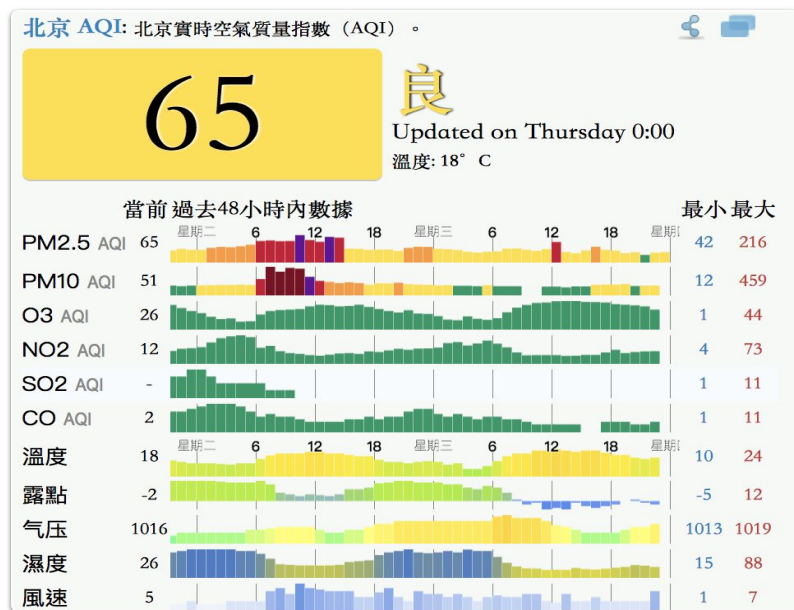 北京 AQI: 北京實時空氣質量指數（AQI）。
65
良
Updated on Thursday 0:00
溫度: 18° C
當前 過去48小時內數據 最小 最大
星期二 6 12 18 星期三 6 12 18
PM2.5 AQI 65 42 216
PM10 AQI 51 12 459
O3 AQI 26 1 44
NO2 AQI 12 4 73
SO2 AQI - 1 11
CO AQI 2 1 11
星期二 6 12 18 星期三 6 12 18
溫度 18 10 24
露點 -2 -5 12
气压 1016 1013 1019
濕度 26 15 88
風速 5 1 7